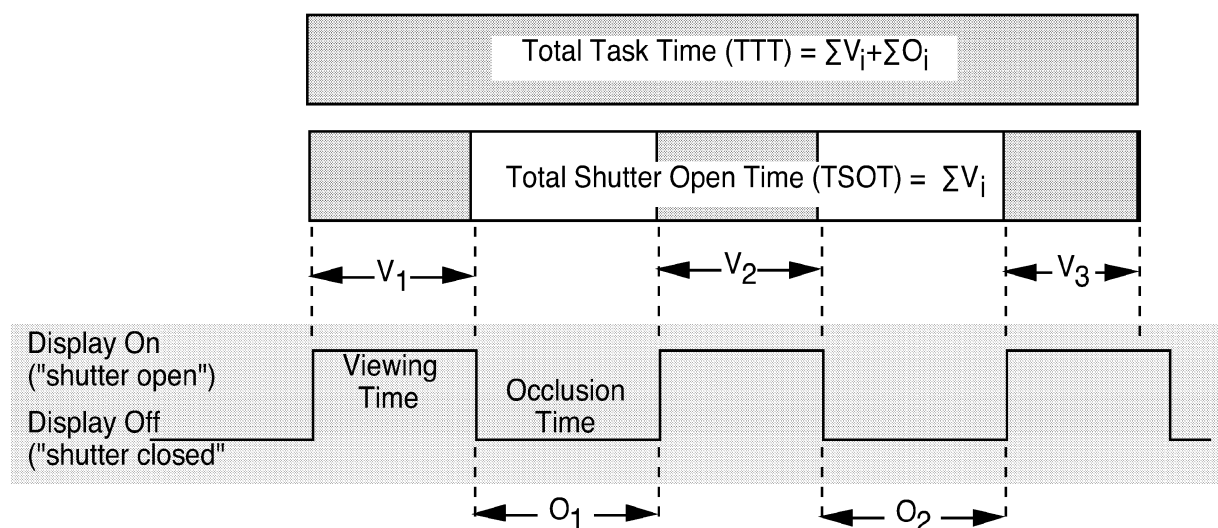 Total Task Time (TTT) = ∑Vi+∑Oi
Total Shutter Open Time (TSOT) = ∑Vi
V1
V2
V3
Display On
("shutter open")
Viewing
Time
Occlusion
Time
Display Off
("shutter closed"
O1
O2